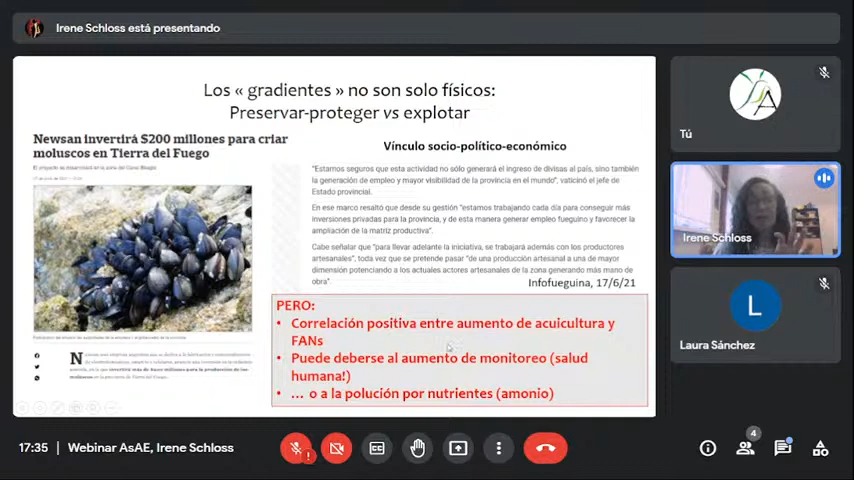 Irene Schloss está presentando
Los « gradientes » no son solo físicos:
Preservar-proteger vs explotar
Newsan invertirá $200 millones para criar
moluscos en Tierra del Fuego
Vínculo socio-político-económico
"Estamos seguros que esta actividad no sólo generará el ingreso de divisas al país, sino también
la generación de empleo y mayor visibilidad de la provincia en el mundo", vaticinó el jefe de
Estado provincial.
En ese marco resaltó que desde su gestión "estamos trabajando cada día para conseguir más
inversiones privadas para la provincia, y de esta manera generar empleo fueguino y favorecer la
ampliación de la matriz productiva".
Cabe señalar que "para llevar adelante la iniciativa, se trabajará además con los productores
artesanales", toda vez que se pretende pasar "de una producción artesanal a una de mayor
dimensión potenciando a los actuales actores artesanales de la zona generando más mano de
obra".
Infofueguina, 17/6/21
PERO:
• Correlación positiva entre aumento de acuicultura y
FANs
• Puede deberse al aumento de monitoreo (salud
humana!)
• ... o a la polución por nutrientes (amonio)
Tú
Irene Schloss
L
Laura Sánchez
17:35
Webinar AsAE, Irene Schloss
4